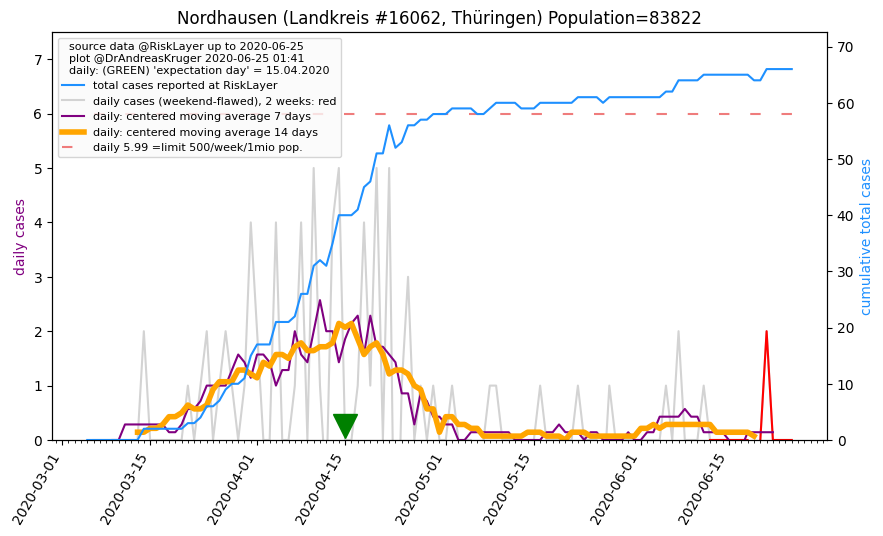 Nordhausen (Landkreis #16062, Thüringen) Population=83822
source data @RiskLayer up to 2020-06-25
plot @DrAndreasKruger 2020-06-25 01:41
daily: (GREEN) 'expectation day' = 15.04.2020
total cases reported at RiskLayer
daily cases (weekend-flawed), 2 weeks: red
daily: centered moving average 7 days
daily: centered moving average 14 days
daily 5.99 =limit 500/week/1mio pop.
daily cases
7
6
5
4
3
2
1
0
cumulative total cases
70
60
50
40
30
20
10
0
2020-03-01
2020-03-15
2020-04-01
2020-04-15
2020-05-01
2020-05-15
2020-06-01
2020-06-15